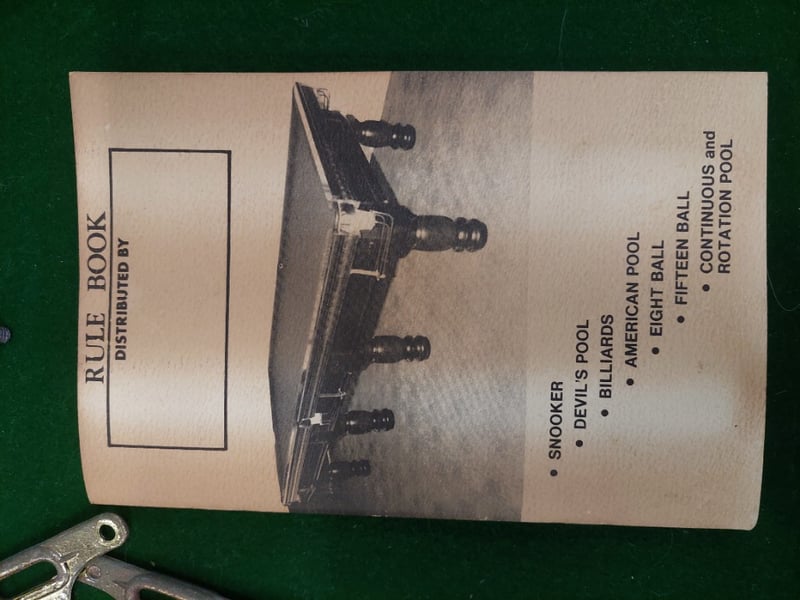 RULE BOOK
DISTRIBUTED BY
• SNOOKER
• DEVIL'S POOL
• BILLIARDS
• AMERICAN POOL
• EIGHT BALL
• FIFTEEN BALL
• CONTINUOUS and
ROTATION POOL